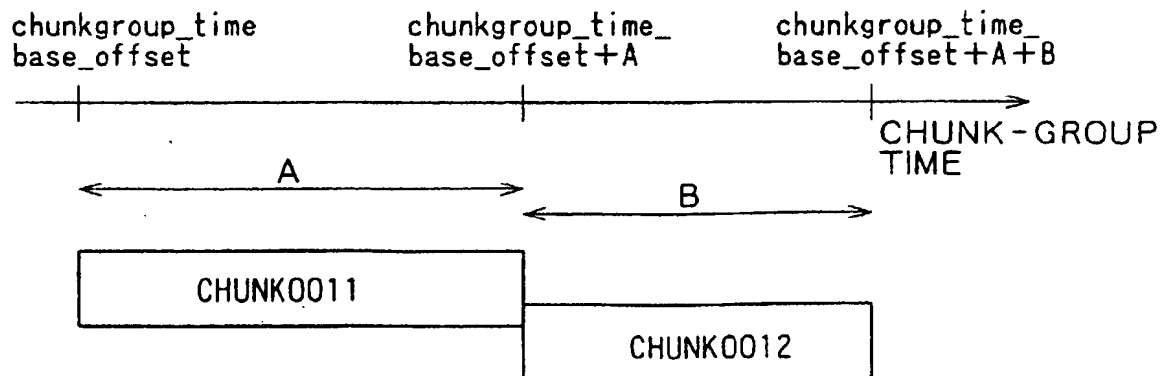 chunkgroup_time
base_offset
chunkgroup_time_
base_offset+A
chunkgroup_time_
base_offset+A+B
CHUNK-GROUP
TIME
A
B
CHUNK0011
CHUNK0012